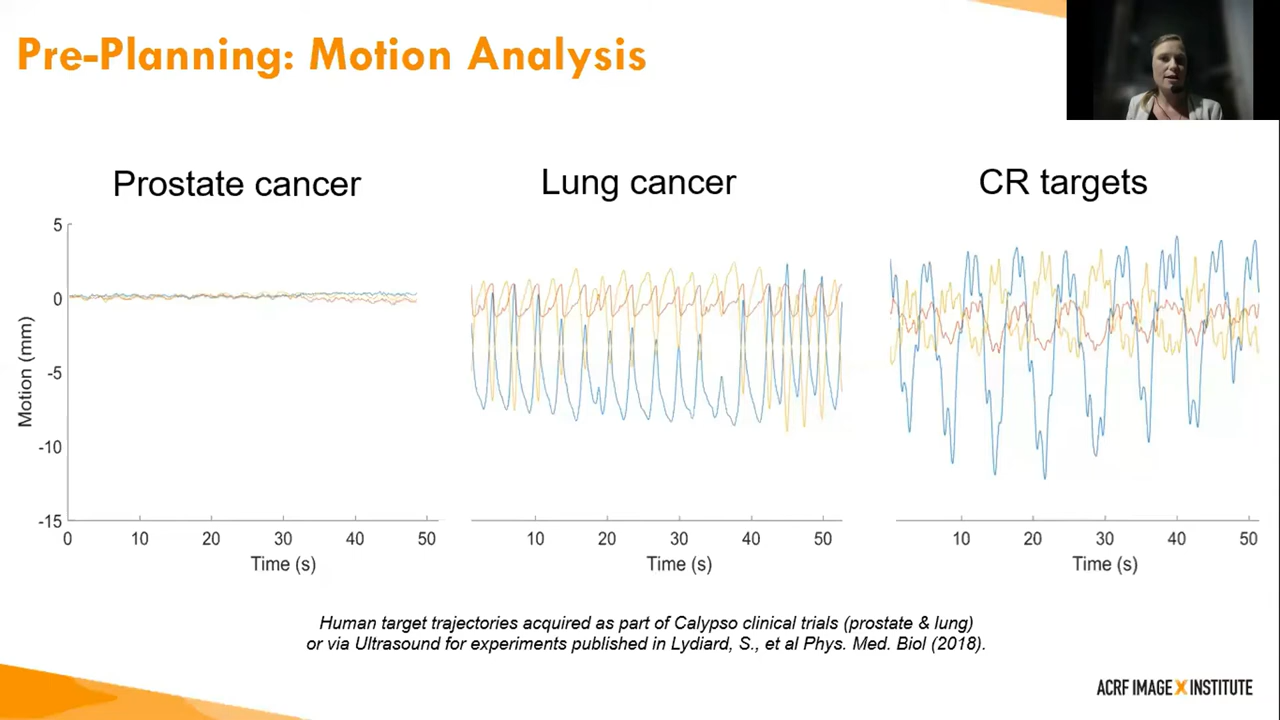 Pre-Planning: Motion Analysis
Prostate cancer
Lung cancer
CR targets
5
0
-5
-10
-15
Motion (mm)
0 10 20 30 40 50
Time (s)
10 20 30 40 50
Time (s)
10 20 30 40 50
Time (s)
Human target trajectories acquired as part of Calypso clinical trials (prostate & lung)
or via Ultrasound for experiments published in Lydiard, S., et al Phys. Med. Biol (2018).
ACRF IMAGE X INSTITUTE